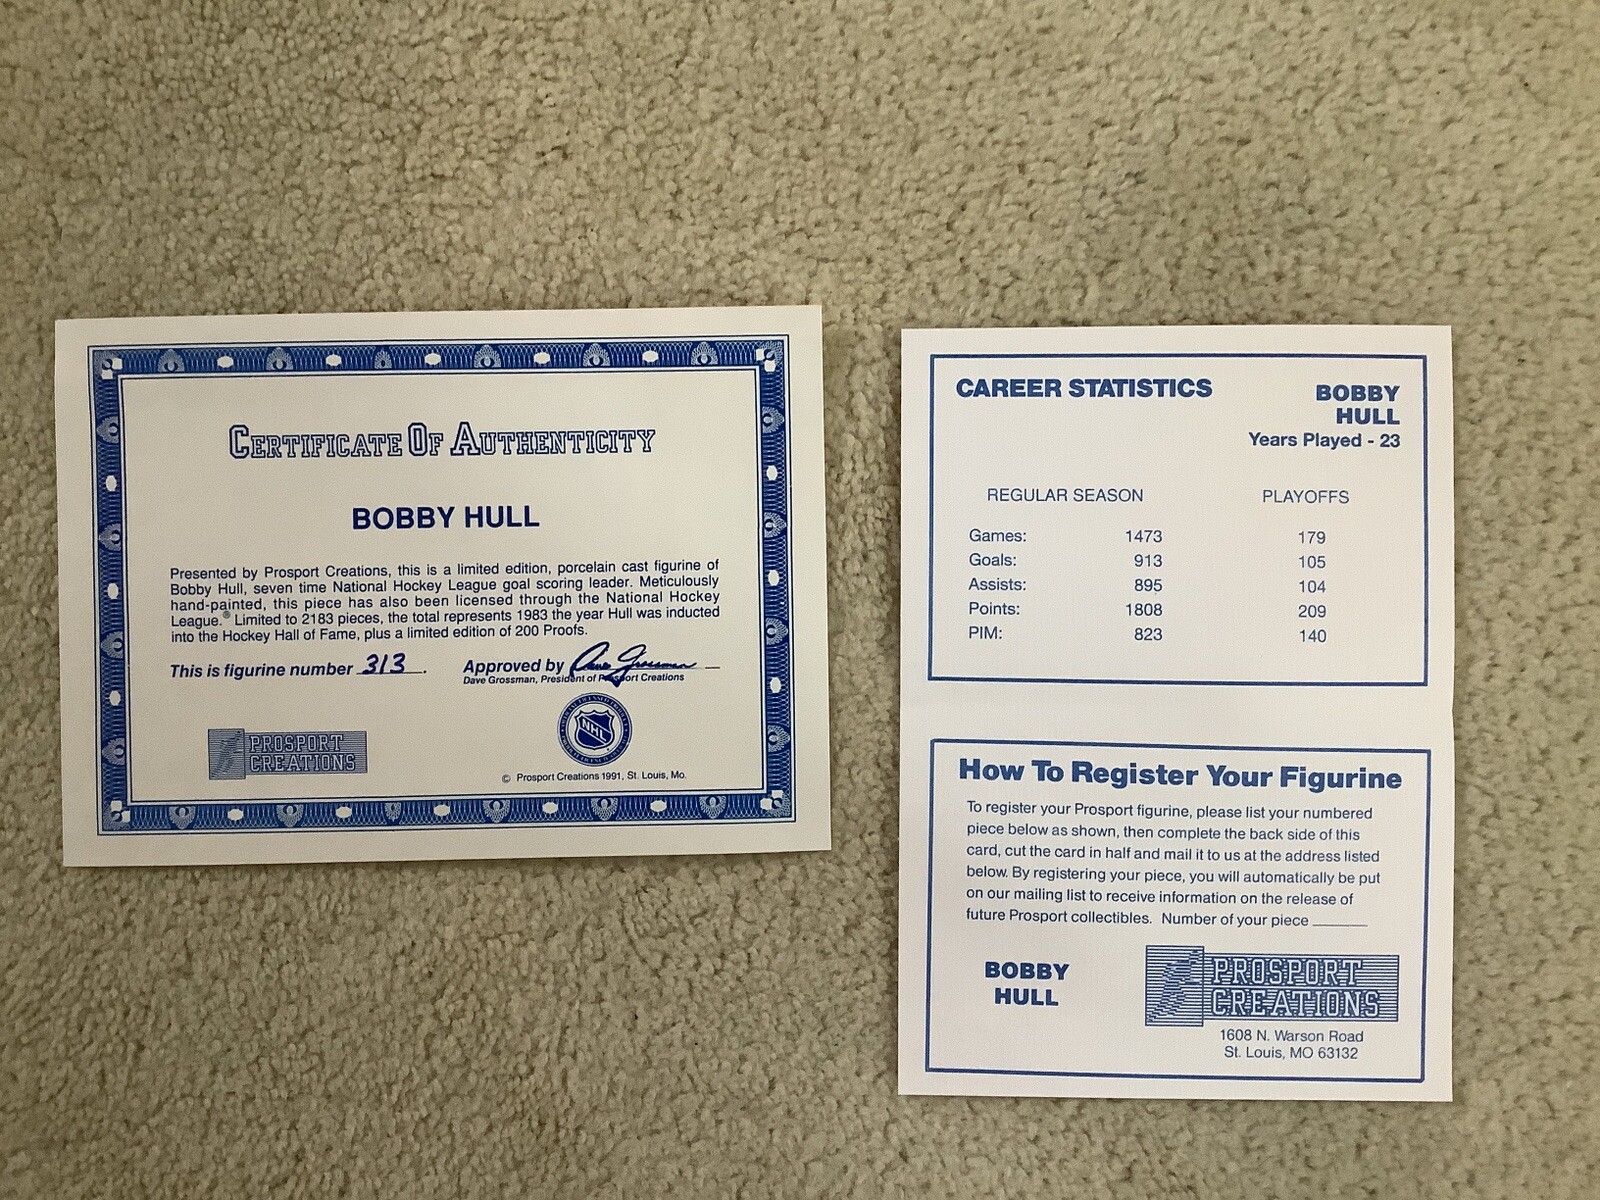 CERTIFICATE OF AUTHENTICITY
BOBBY HULL
Presented by Prosport Creations, this is a limited edition, porcelain cast figurine of
Bobby Hull, seven time National Hockey League goal scoring leader. Meticulously
hand-painted, this piece has also been licensed through the National Hockey
League.® Limited to 2183 pieces, the total represents 1983 the year Hull was inducted
into the Hockey Hall of Fame, plus a limited edition of 200 Proofs.
This is figurine number 313.
Approved by Dave Grossman
Dave Grossman, President of Prosport Creations
PROSPORT
CREATIONS
NHL
© Prosport Creations 1991, St. Louis, Mo.
CAREER STATISTICS
BOBBY
HULL
Years Played - 23
REGULAR SEASON PLAYOFFS
Games: 1473 179
Goals: 913 105
Assists: 895 104
Points: 1808 209
PIM: 823 140
How To Register Your Figurine
To register your Prosport figurine, please list your numbered
piece below as shown, then complete the back side of this
card, cut the card in half and mail it to us at the address listed
below. By registering your piece, you will automatically be put
on our mailing list to receive information on the release of
future Prosport collectibles. Number of your piece
BOBBY
HULL
PROSPORT
CREATIONS
1608 N. Warson Road
St. Louis, MO 63132